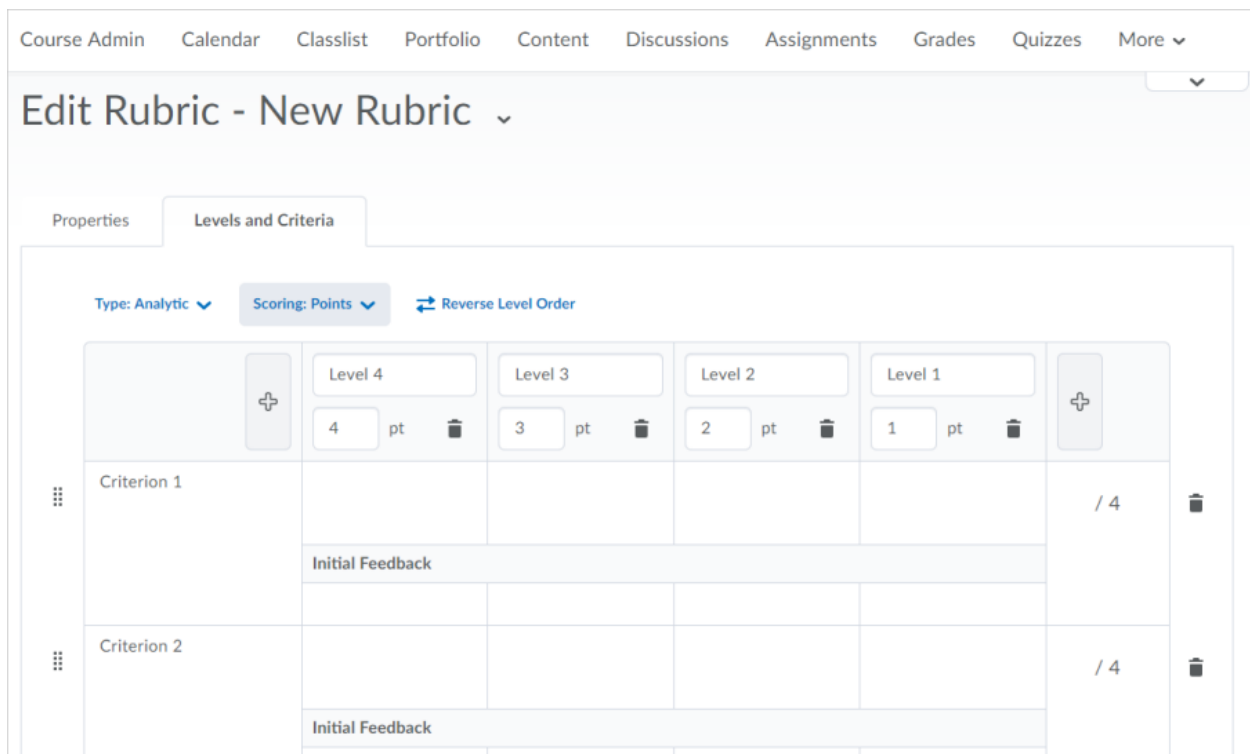 Course Admin Calendar Classlist Portfolio Content Discussions Assignments Grades Quizzes More
Edit Rubric - New Rubric
Properties Levels and Criteria
Type: Analytic Scoring: Points Reverse Level Order
Level 4 Level 3 Level 2 Level 1
4 pt 3 pt 2 pt 1 pt
Criterion 1
/ 4
Initial Feedback
Criterion 2
/ 4
Initial Feedback